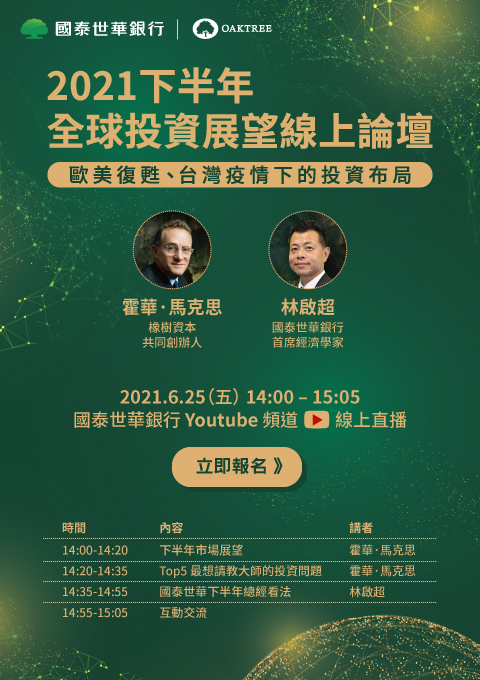 國泰世華銀行 OAKTREE
2021下半年
全球投資展望線上論壇
歐美復甦、台灣疫情下的投資布局
霍華·馬克思
橡樹資本
共同創辦人
林啟超
國泰世華銀行
首席經濟學家
2021.6.25(五) 14:00 – 15:05
國泰世華銀行 Youtube 頻道 線上直播
立即報名 》
時間 內容 講者
14:00-14:20 下半年市場展望 霍華·馬克思
14:20-14:35 Top5 最想請教大師的投資問題 霍華·馬克思
14:35-14:55 國泰世華下半年總經看法 林啟超
14:55-15:05 互動交流